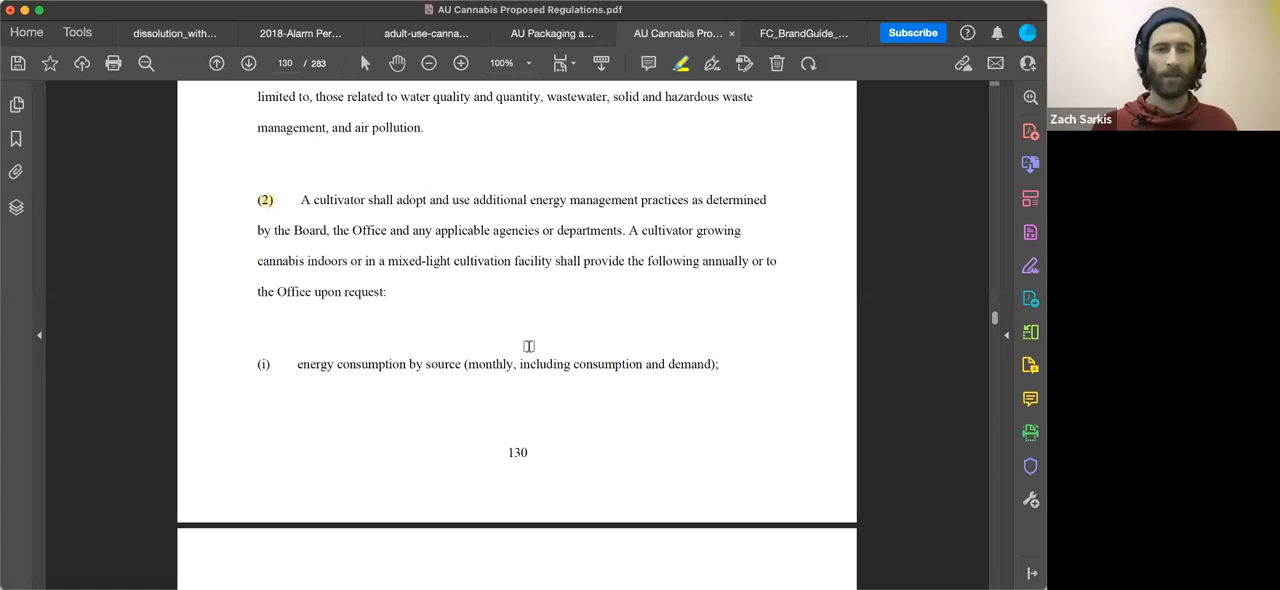 AU Cannabis Proposed Regulations.pdf
Home
Tools
dissolution_with...
2018-Alarm Per...
adult-use-canna...
AU Packaging a...
AU Cannabis Pro... ×
FC_BrandGuide_...
Subscribe
130 / 283
100%
limited to, those related to water quality and quantity, wastewater, solid and hazardous waste
management, and air pollution.
(2) A cultivator shall adopt and use additional energy management practices as determined
by the Board, the Office and any applicable agencies or departments. A cultivator growing
cannabis indoors or in a mixed-light cultivation facility shall provide the following annually or to
the Office upon request:
(i) energy consumption by source (monthly, including consumption and demand);
130
Zach Sarkis